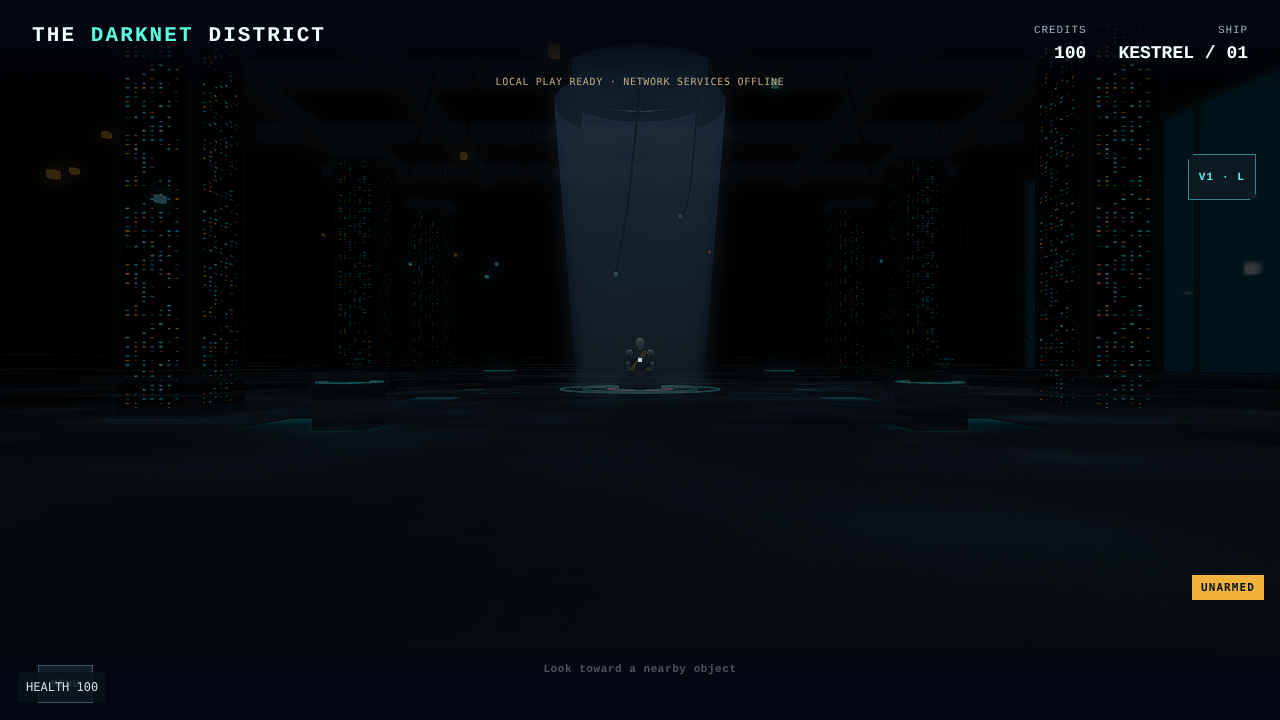 THE DARKNET DISTRICT
CREDITS
100
SHIP
KESTREL / 01
LOCAL PLAY READY · NETWORK SERVICES OFFLINE
V1 · L
UNARMED
Look toward a nearby object
HEALTH 100